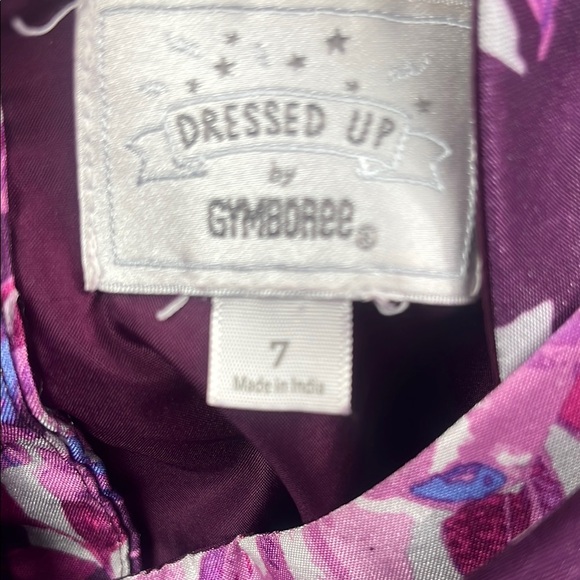 DRESSED UP
by
GYMBOREE®
7
Made in India